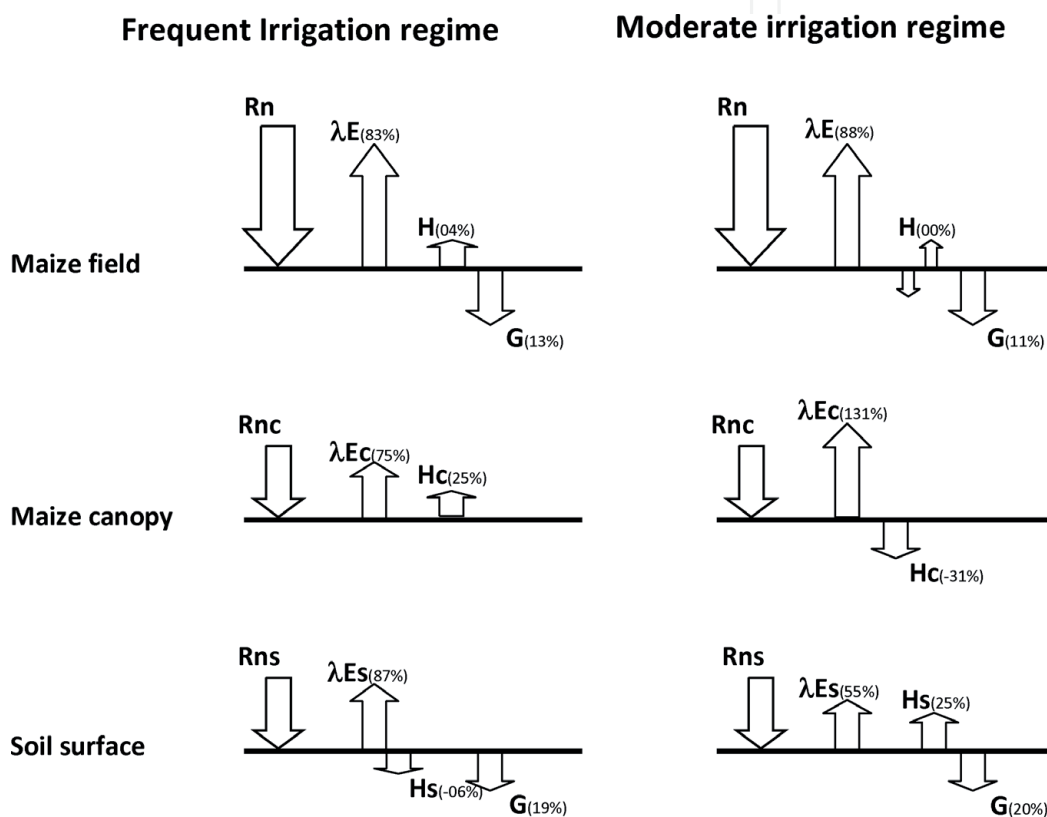 Frequent Irrigation regime
Moderate irrigation regime
Rn
λE(83%)
H(04%)
G(13%)
Rn
λE(88%)
H(00%)
G(11%)
Maize field
Rnc
λEc(75%)
Hc(25%)
Rnc
λEc(131%)
Hc(-31%)
Maize canopy
Rns
λEs(87%)
Hs(-06%)
G(19%)
Rns
λEs(55%)
Hs(25%)
G(20%)
Soil surface